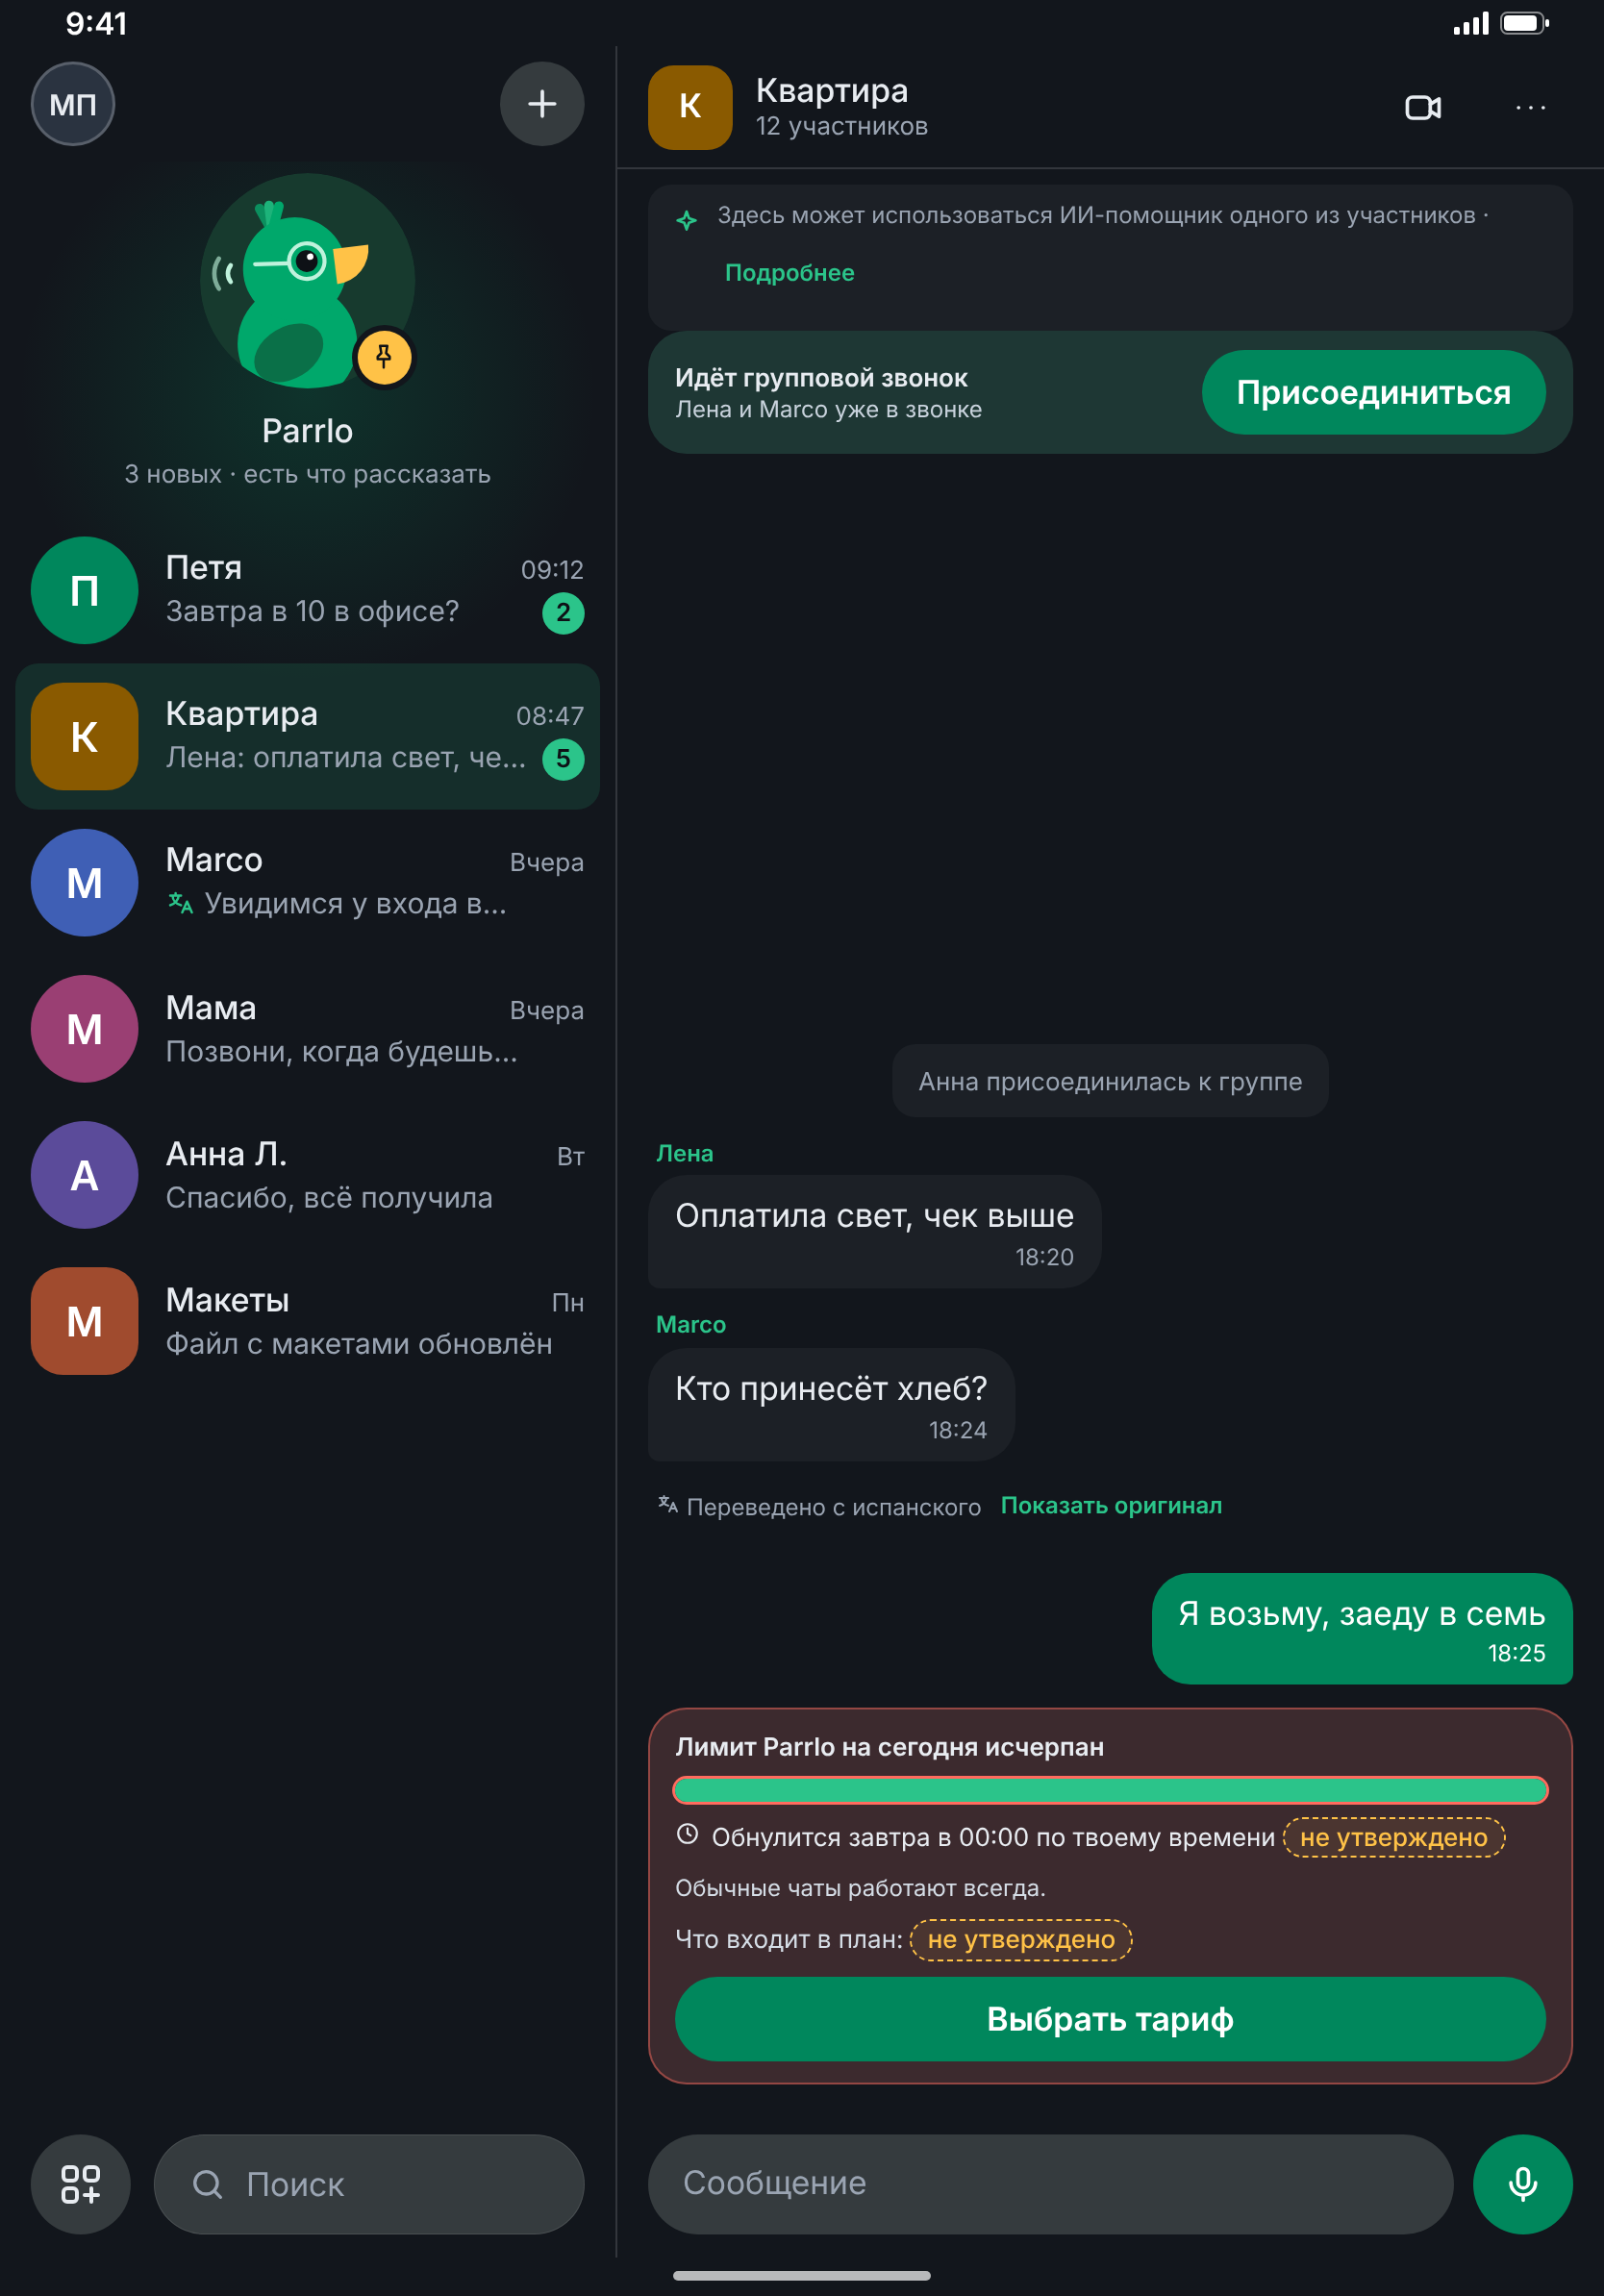 9:41
МП
Parrlo
3 новых · есть что рассказать
П
Петя
09:12
Завтра в 10 в офисе?
2
К
Квартира
08:47
Лена: оплатила свет, че...
5
M
Marco
Вчера
Увидимся у входа в...
М
Мама
Вчера
Позвони, когда будешь...
А
Анна Л.
Вт
Спасибо, всё получила
М
Макеты
Пн
Файл с макетами обновлён
Поиск
К
Квартира
12 участников
Здесь может использоваться ИИ-помощник одного из участников ·
Подробнее
Идёт групповой звонок
Лена и Marco уже в звонке
Присоединиться
Анна присоединилась к группе
Лена
Оплатила свет, чек выше
18:20
Marco
Кто принесёт хлеб?
18:24
Переведено с испанского Показать оригинал
Я возьму, заеду в семь
18:25
Лимит Parrlo на сегодня исчерпан
Обнулится завтра в 00:00 по твоему времени не утверждено
Обычные чаты работают всегда.
Что входит в план: не утверждено
Выбрать тариф
Сообщение